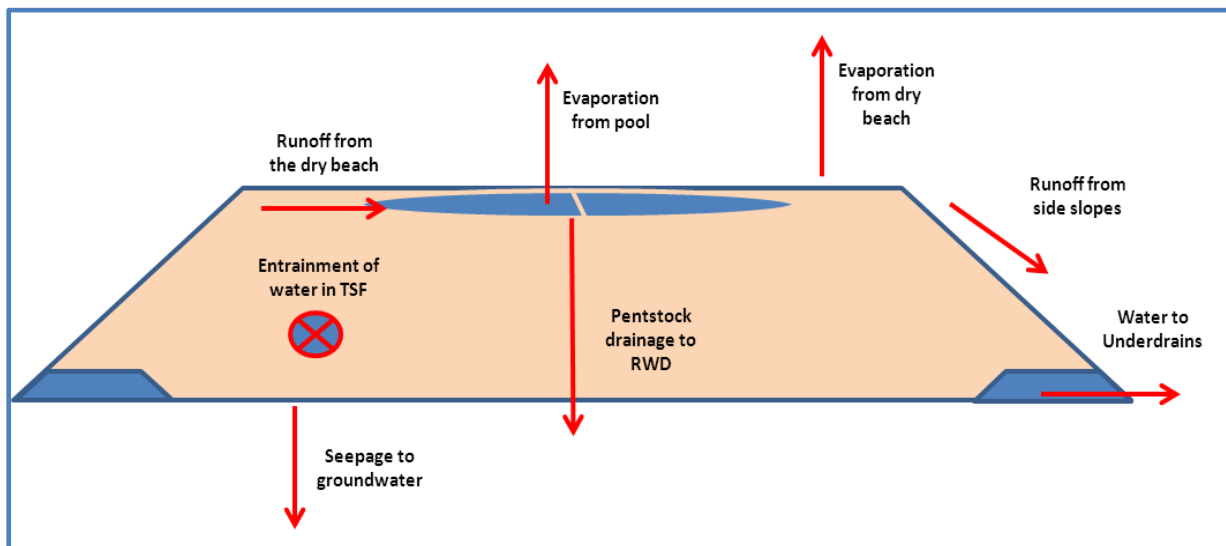 Evaporation
from pool
Evaporation
from dry
beach
Runoff from
the dry beach
Runoff from
side slopes
Entrainment of
water in TSF
Pentstock
drainage to
RWD
Water to
Underdrains
Seepage to
groundwater